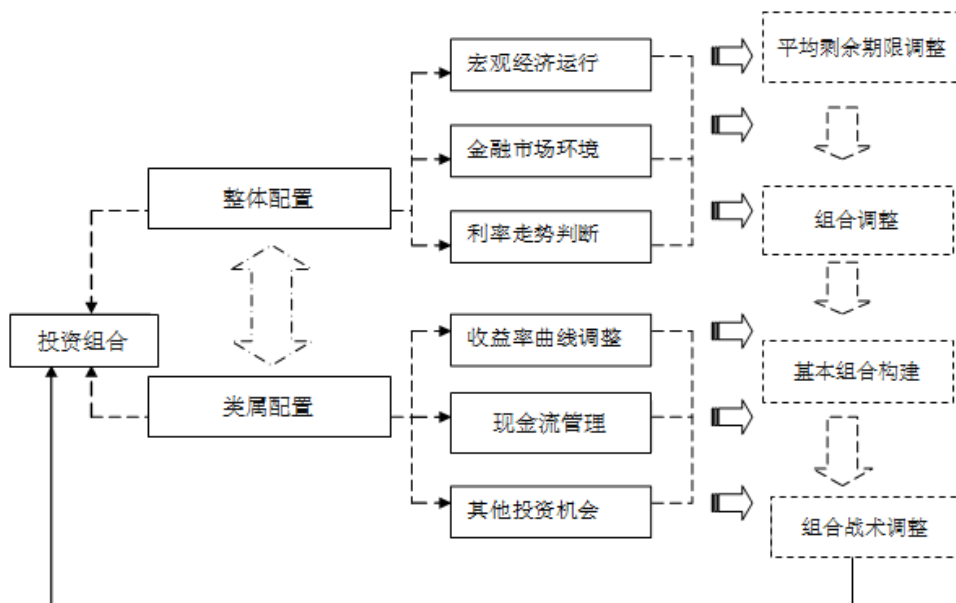 宏观经济运行
平均剩余期限调整
金融市场环境
整体配置
利率走势判断
组合调整
投资组合
收益率曲线调整
基本组合构建
类属配置
现金流管理
其他投资机会
组合战术调整